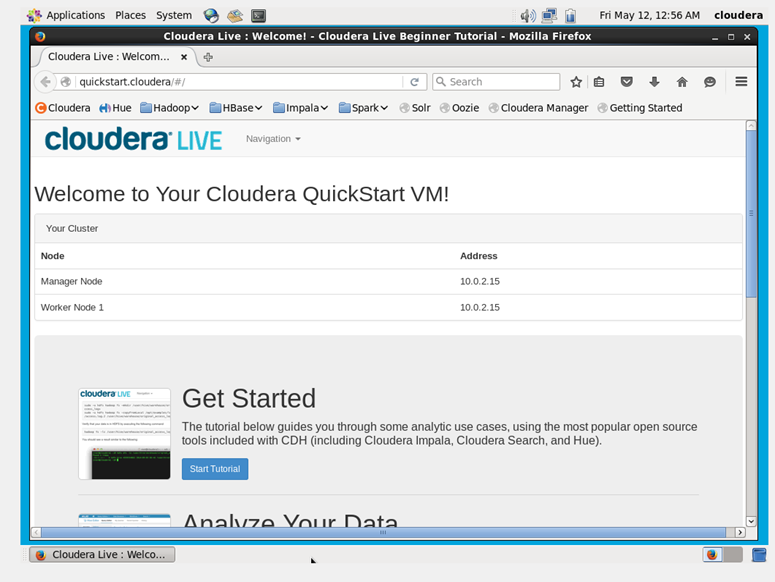 Applications Places System Fri May 12, 12:56 AM cloudera
Cloudera Live : Welcome! - Cloudera Live Beginner Tutorial - Mozilla Firefox
Cloudera Live : Welcom...
quickstart.cloudera/#/ Search
Cloudera Hue Hadoop HBase Impala Spark Solr Oozie Cloudera Manager Getting Started
cloudera LIVE Navigation
Welcome to Your Cloudera QuickStart VM!
Your Cluster
Node Address
Manager Node 10.0.2.15
Worker Node 1 10.0.2.15
cloudera LIVE
Get Started
The tutorial below guides you through some analytic use cases, using the most popular open source
tools included with CDH (including Cloudera Impala, Cloudera Search, and Hue).
Start Tutorial
Analyze Your Data
Cloudera Live : Welco...